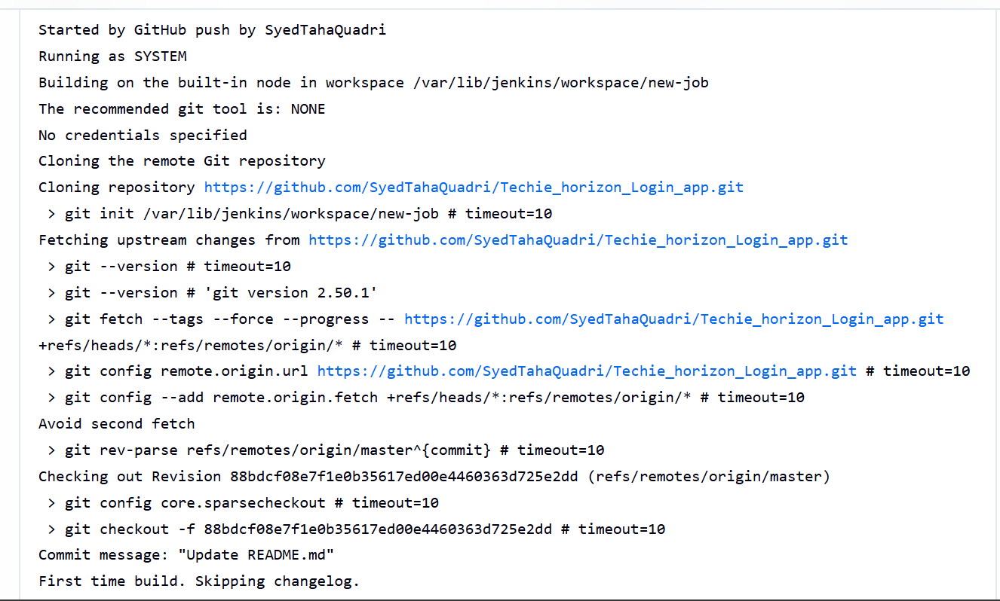 Started by GitHub push by SyedTahaQuadri
Running as SYSTEM
Building on the built-in node in workspace /var/lib/jenkins/workspace/new-job
The recommended git tool is: NONE
No credentials specified
Cloning the remote Git repository
Cloning repository https://github.com/SyedTahaQuadri/Techie_horizon_Login_app.git
 > git init /var/lib/jenkins/workspace/new-job # timeout=10
Fetching upstream changes from https://github.com/SyedTahaQuadri/Techie_horizon_Login_app.git
 > git --version # timeout=10
 > git --version # 'git version 2.50.1'
 > git fetch --tags --force --progress -- https://github.com/SyedTahaQuadri/Techie_horizon_Login_app.git
+refs/heads/*:refs/remotes/origin/* # timeout=10
 > git config remote.origin.url https://github.com/SyedTahaQuadri/Techie_horizon_Login_app.git # timeout=10
 > git config --add remote.origin.fetch +refs/heads/*:refs/remotes/origin/* # timeout=10
Avoid second fetch
 > git rev-parse refs/remotes/origin/master^{commit} # timeout=10
Checking out Revision 88bdcf08e7f1e0b35617ed00e4460363d725e2dd (refs/remotes/origin/master)
 > git config core.sparsecheckout # timeout=10
 > git checkout -f 88bdcf08e7f1e0b35617ed00e4460363d725e2dd # timeout=10
Commit message: "Update README.md"
First time build. Skipping changelog.